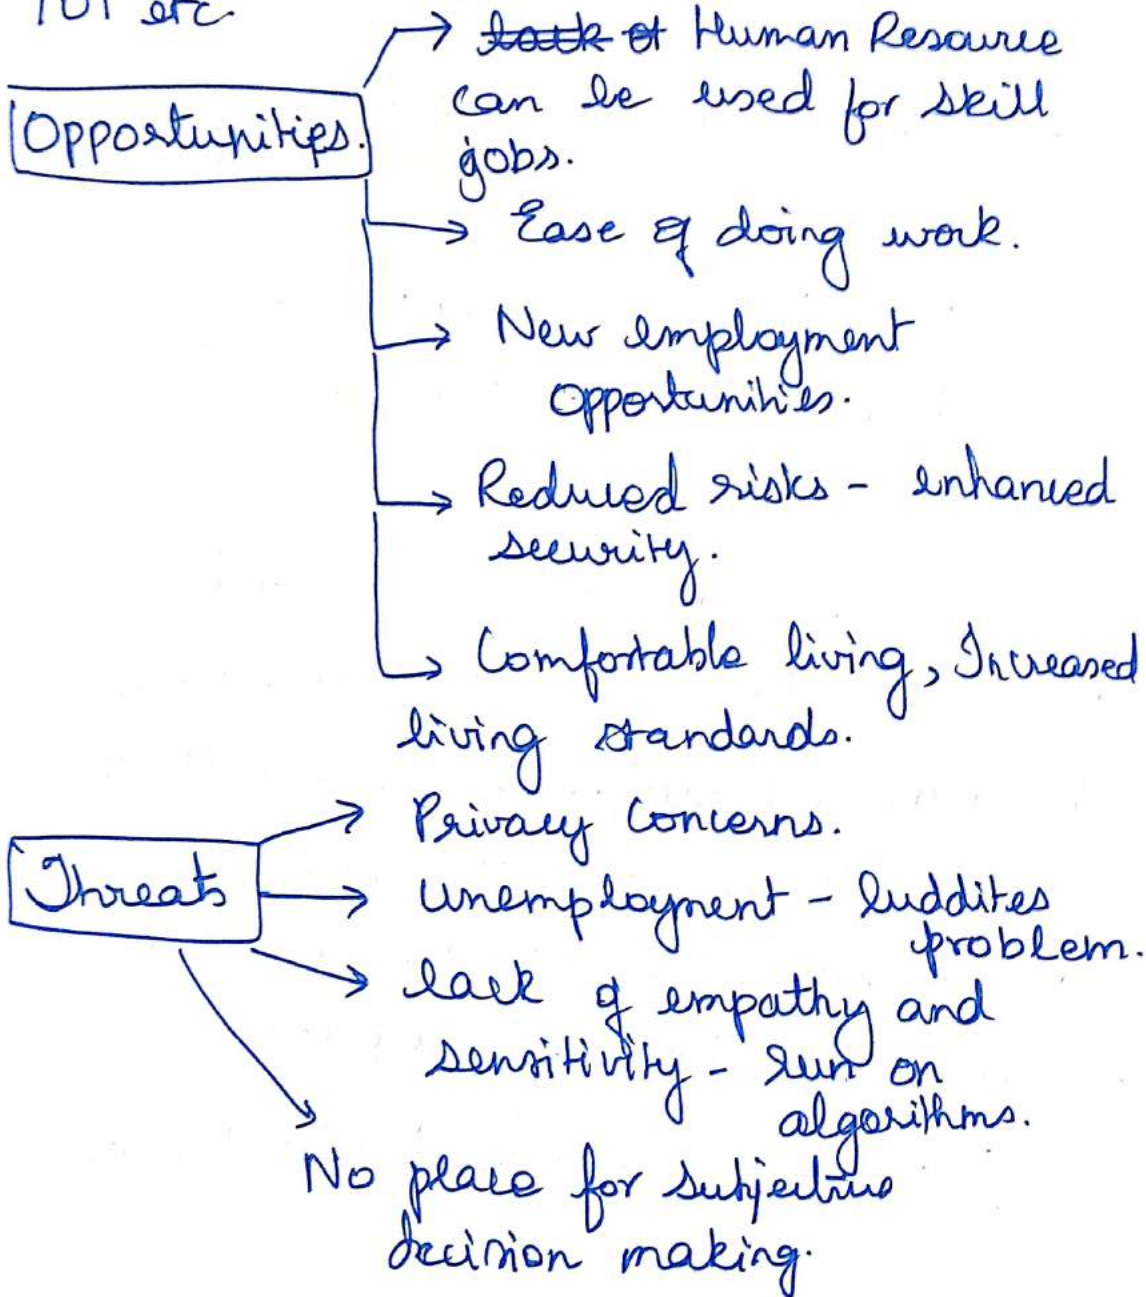 IOT etc
Opportunities.
Human Resource
can be used for skill
jobs.
Ease of doing work.
New employment
opportunities.
Reduced risks - enhanced
security.
Comfortable living, Increased
living standards.
Threats
Privacy Concerns.
unemployment - luddites
problem.
lack of empathy and
sensitivity - run on
algorithms.
No place for subjective
decision making.